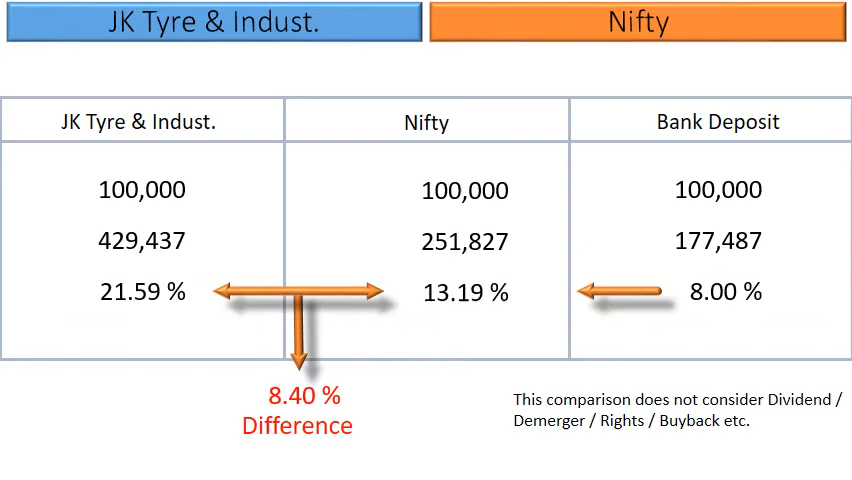 JK Tyre & Indust. Nifty
JK Tyre & Indust. Nifty Bank Deposit
100,000 100,000 100,000
429,437 251,827 177,487
21.59 % 13.19 % 8.00 %
8.40 %
Difference
This comparison does not consider Dividend /
Demerger / Rights / Buyback etc.